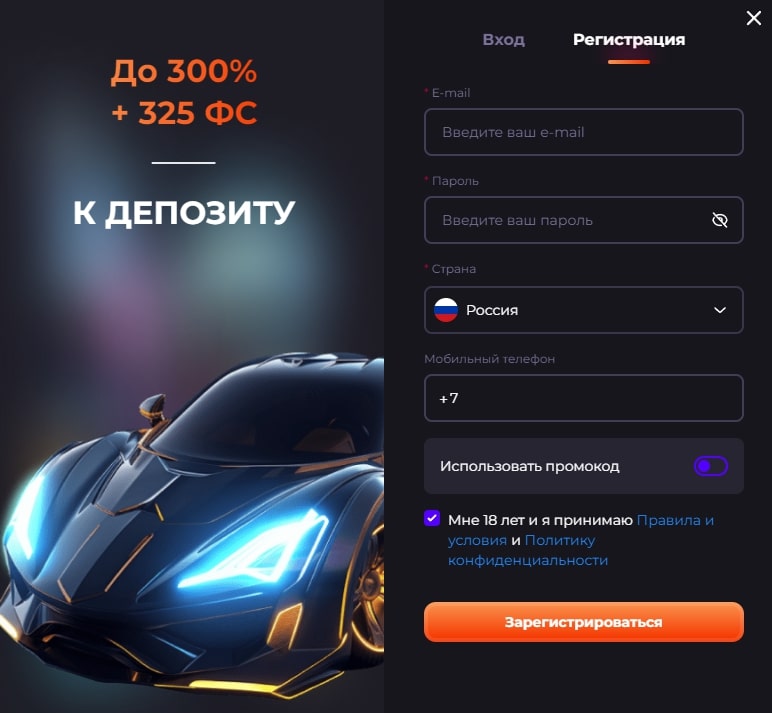 До 300%
+ 325 ФС
К ДЕПОЗИТУ
Вход
Регистрация
* E-mail
Введите ваш e-mail
* Пароль
Введите ваш пароль
* Страна
Россия
Мобильный телефон
+7
Использовать промокод
Мне 18 лет и я принимаю Правила и
условия и Политику
конфиденциальности
Зарегистрироваться